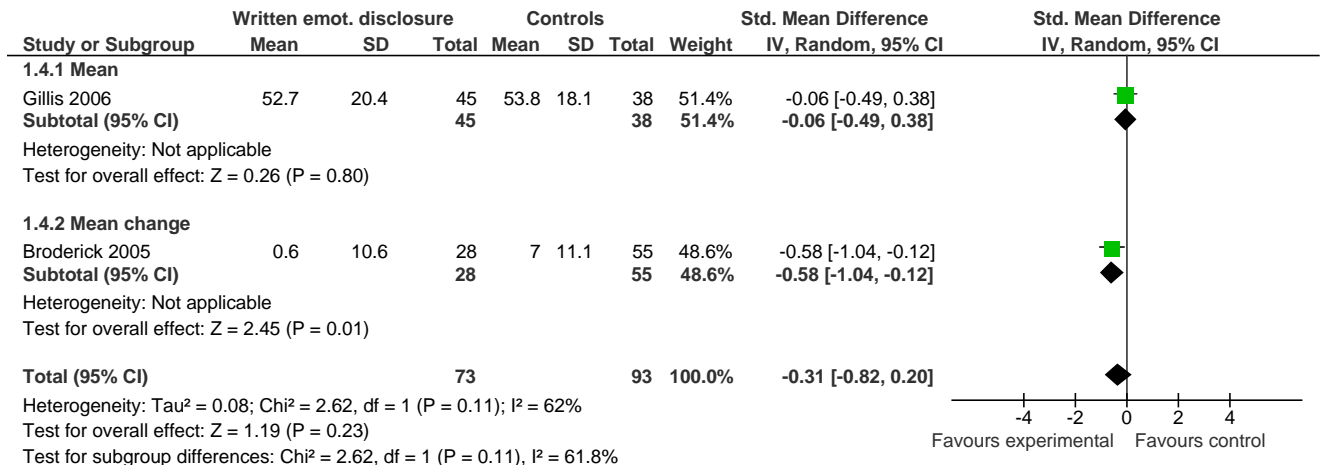 Written emot. disclosure Controls Std. Mean Difference Std. Mean Difference
Study or Subgroup Mean SD Total Mean SD Total Weight IV, Random, 95% CI IV, Random, 95% CI
1.4.1 Mean
Gillis 2006 52.7 20.4 45 53.8 18.1 38 51.4% -0.06 [-0.49, 0.38]
Subtotal (95% CI) 45 38 51.4% -0.06 [-0.49, 0.38]
Heterogeneity: Not applicable
Test for overall effect: Z = 0.26 (P = 0.80)
1.4.2 Mean change
Broderick 2005 0.6 10.6 28 7 11.1 55 48.6% -0.58 [-1.04, -0.12]
Subtotal (95% CI) 28 55 48.6% -0.58 [-1.04, -0.12]
Heterogeneity: Not applicable
Test for overall effect: Z = 2.45 (P = 0.01)
Total (95% CI) 73 93 100.0% -0.31 [-0.82, 0.20]
Heterogeneity: Tau² = 0.08; Chi² = 2.62, df = 1 (P = 0.11); I² = 62%
Test for overall effect: Z = 1.19 (P = 0.23)
Test for subgroup differences: Chi² = 2.62, df = 1 (P = 0.11), I² = 61.8%
-4 -2 0 2 4
Favours experimental Favours control